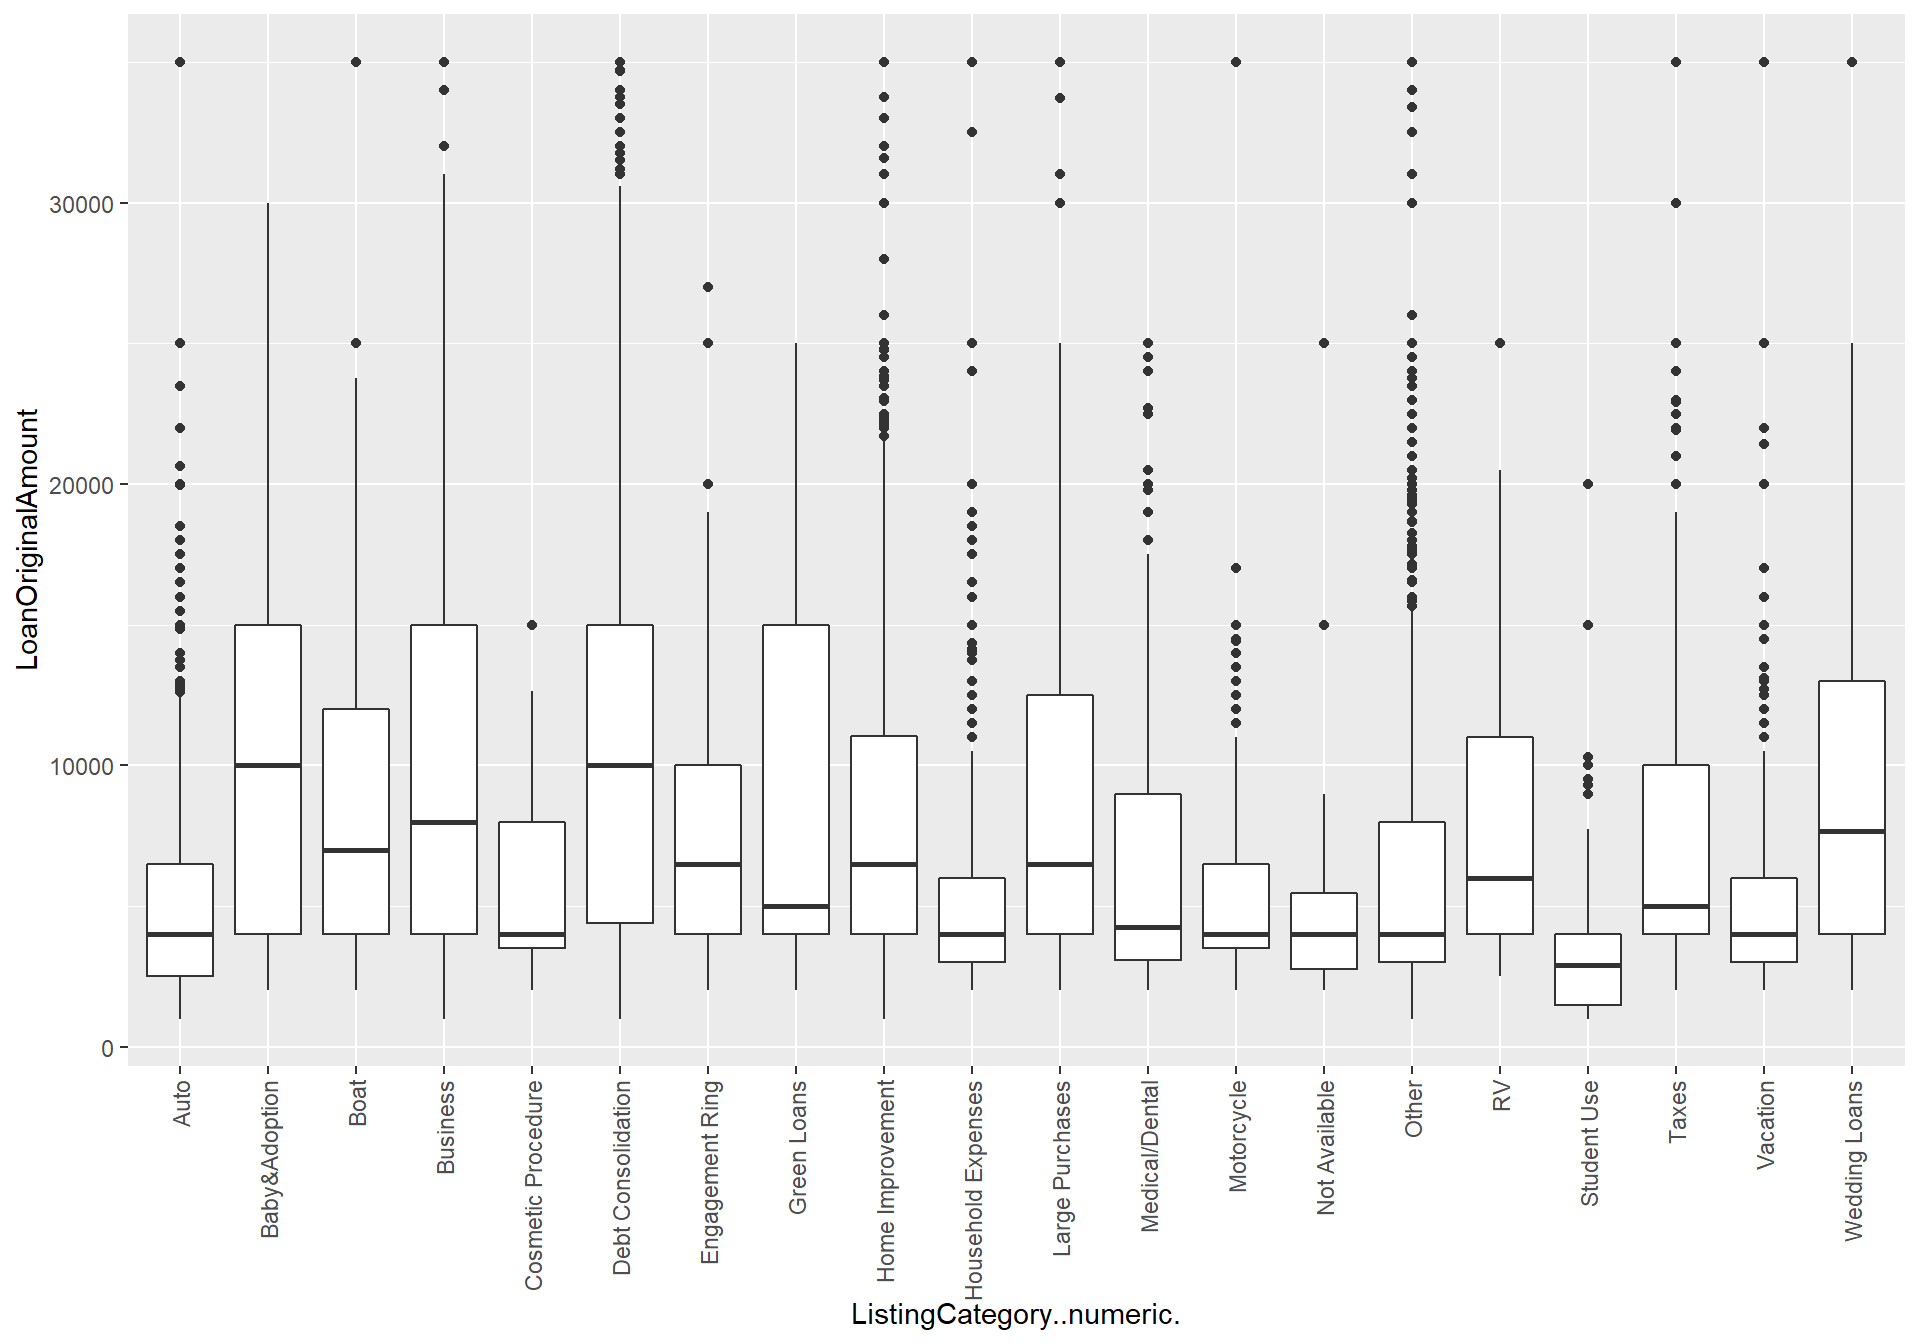 LoanOriginalAmount
30000
20000
10000
0
Auto
Baby&Adoption
Boat
Business
Cosmetic Procedure
Debt Consolidation
Engagement Ring
Green Loans
Home Improvement
Household Expenses
Large Purchases
Medical/Dental
Motorcycle
Not Available
Other
RV
Student Use
Taxes
Vacation
Wedding Loans
ListingCategory..numeric.